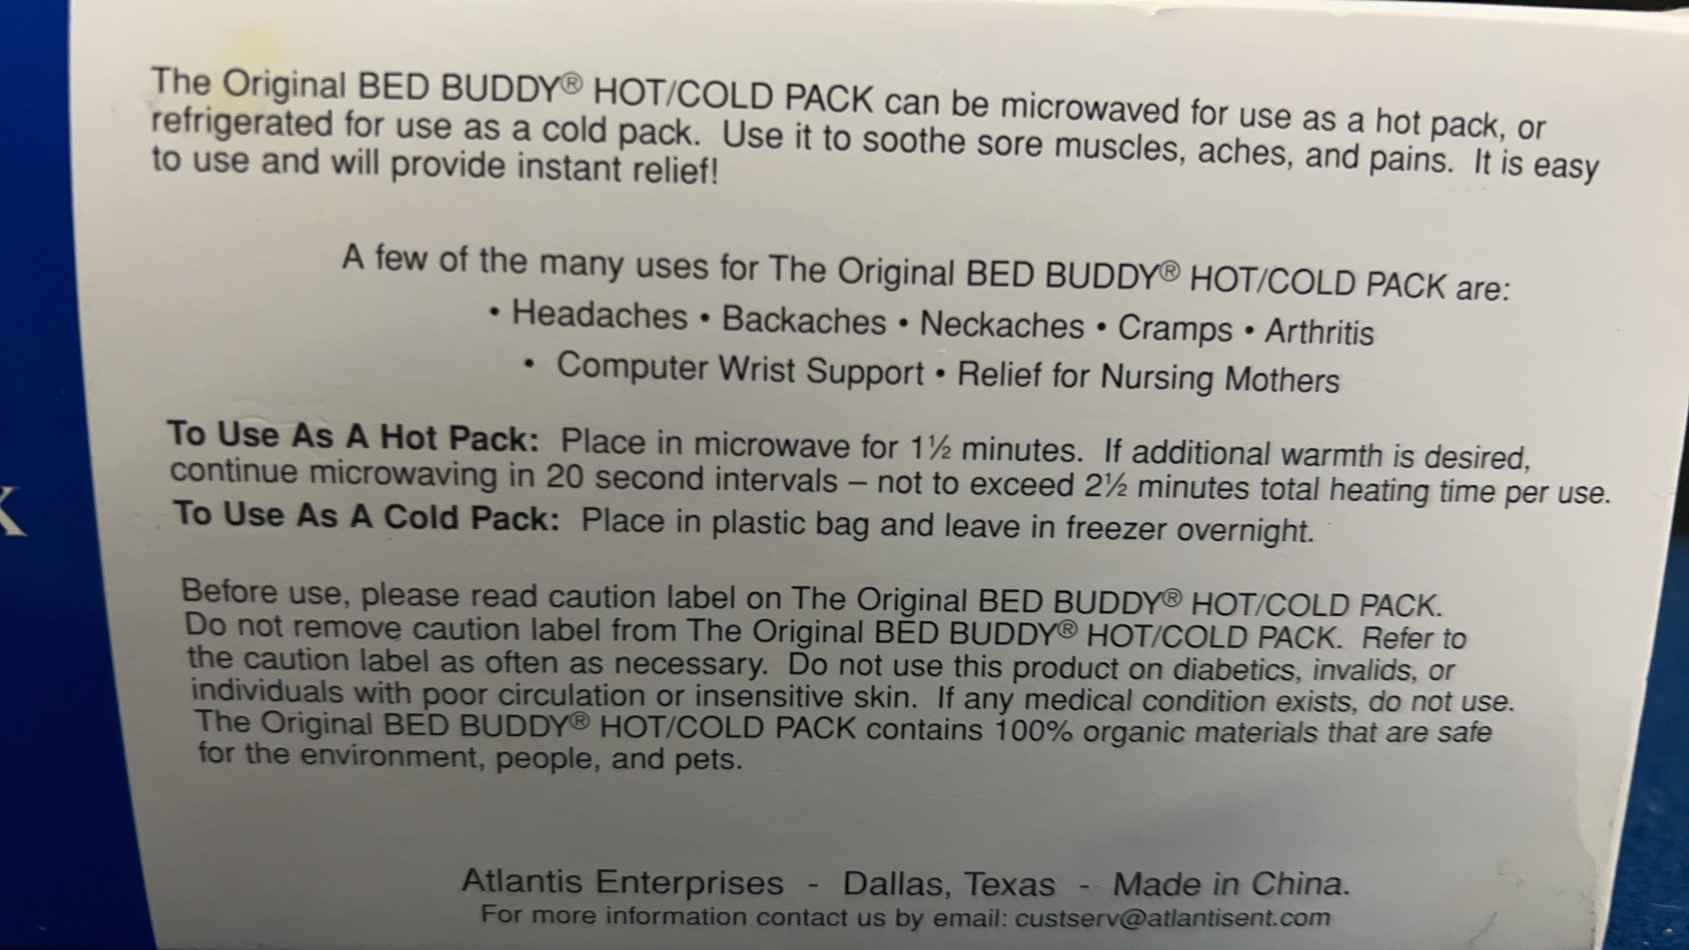 The Original BED BUDDY® HOT/COLD PACK can be microwaved for use as a hot pack, or
refrigerated for use as a cold pack. Use it to soothe sore muscles, aches, and pains. It is easy
to use and will provide instant relief!
A few of the many uses for The Original BED BUDDY® HOT/COLD PACK are:
• Headaches • Backaches • Neckaches • Cramps • Arthritis
• Computer Wrist Support • Relief for Nursing Mothers
To Use As A Hot Pack: Place in microwave for 1½ minutes. If additional warmth is desired,
continue microwaving in 20 second intervals – not to exceed 2½ minutes total heating time per use.
To Use As A Cold Pack: Place in plastic bag and leave in freezer overnight.
Before use, please read caution label on The Original BED BUDDY® HOT/COLD PACK.
Do not remove caution label from The Original BED BUDDY® HOT/COLD PACK. Refer to
the caution label as often as necessary. Do not use this product on diabetics, invalids, or
individuals with poor circulation or insensitive skin. If any medical condition exists, do not use.
The Original BED BUDDY® HOT/COLD PACK contains 100% organic materials that are safe
for the environment, people, and pets.
Atlantis Enterprises - Dallas, Texas - Made in China.
For more information contact us by email: custserv@atlantisent.com